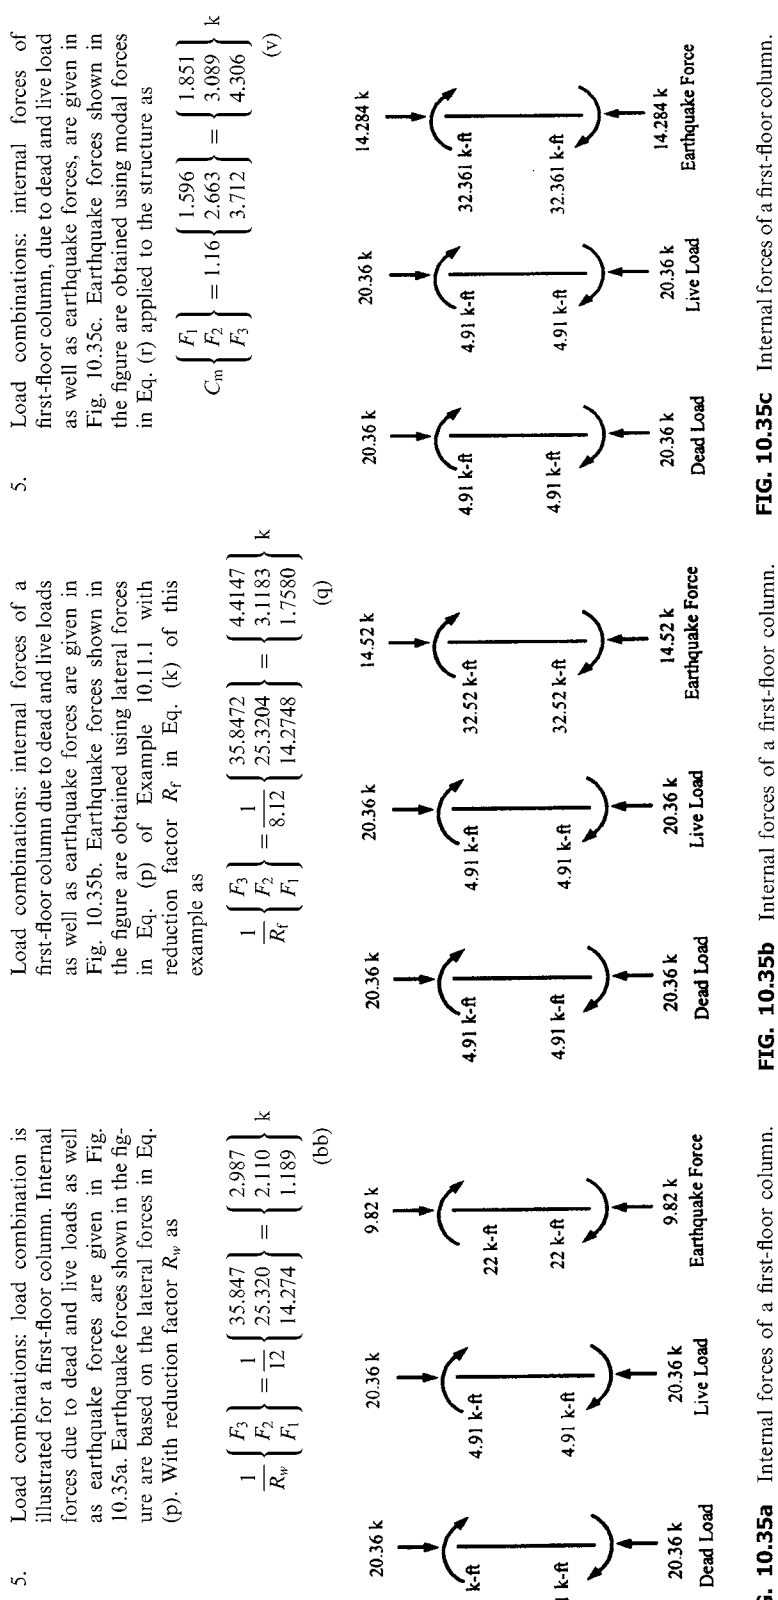 5. Load combinations: load combination is
illustrated for a first-floor column. Internal
forces due to dead and live loads as well
as earthquake forces are given in Fig.
10.35a. Earthquake forces shown in the fig-
ure are based on the lateral forces in Eq.
(p). With reduction factor R_w as
1/R_w {F_3 F_2 F_1} = 1/12 {35.847 25.320 14.274} = {2.987 2.110 1.189} k
(bb)
20.36 k 20.36 k 9.82 k
k-ft 4.91 k-ft 22 k-ft
k-ft 4.91 k-ft 22 k-ft
20.36 k 20.36 k 9.82 k
Dead Load Live Load Earthquake Force
10.35a Internal forces of a first-floor column.
Load combinations: internal forces of a
first-floor column due to dead and live loads
as well as earthquake forces are given in
Fig. 10.35b. Earthquake forces shown in
the figure are obtained using lateral forces
in Eq. (p) of Example 10.11.1 with
reduction factor R_f in Eq. (k) of this
example as
1/R_f {F_3 F_2 F_1} = 1/8.12 {35.8472 25.3204 14.2748} = {4.4147 3.1183 1.7580} k
(q)
20.36 k 20.36 k 14.52 k
4.91 k-ft 4.91 k-ft 32.52 k-ft
4.91 k-ft 4.91 k-ft 32.52 k-ft
20.36 k 20.36 k 14.52 k
Dead Load Live Load Earthquake Force
FIG. 10.35b Internal forces of a first-floor column.
5. Load combinations: internal forces of
first-floor column, due to dead and live load
as well as earthquake forces, are given in
Fig. 10.35c. Earthquake forces shown in
the figure are obtained using modal forces
in Eq. (r) applied to the structure as
C_m {F_1 F_2 F_3} = 1.16 {1.596 2.663 3.712} = {1.851 3.089 4.306} k
(v)
20.36 k 20.36 k 14.284 k
4.91 k-ft 4.91 k-ft 32.361 k-ft
4.91 k-ft 4.91 k-ft 32.361 k-ft
20.36 k 20.36 k 14.284 k
Dead Load Live Load Earthquake Force
FIG. 10.35c Internal forces of a first-floor column.